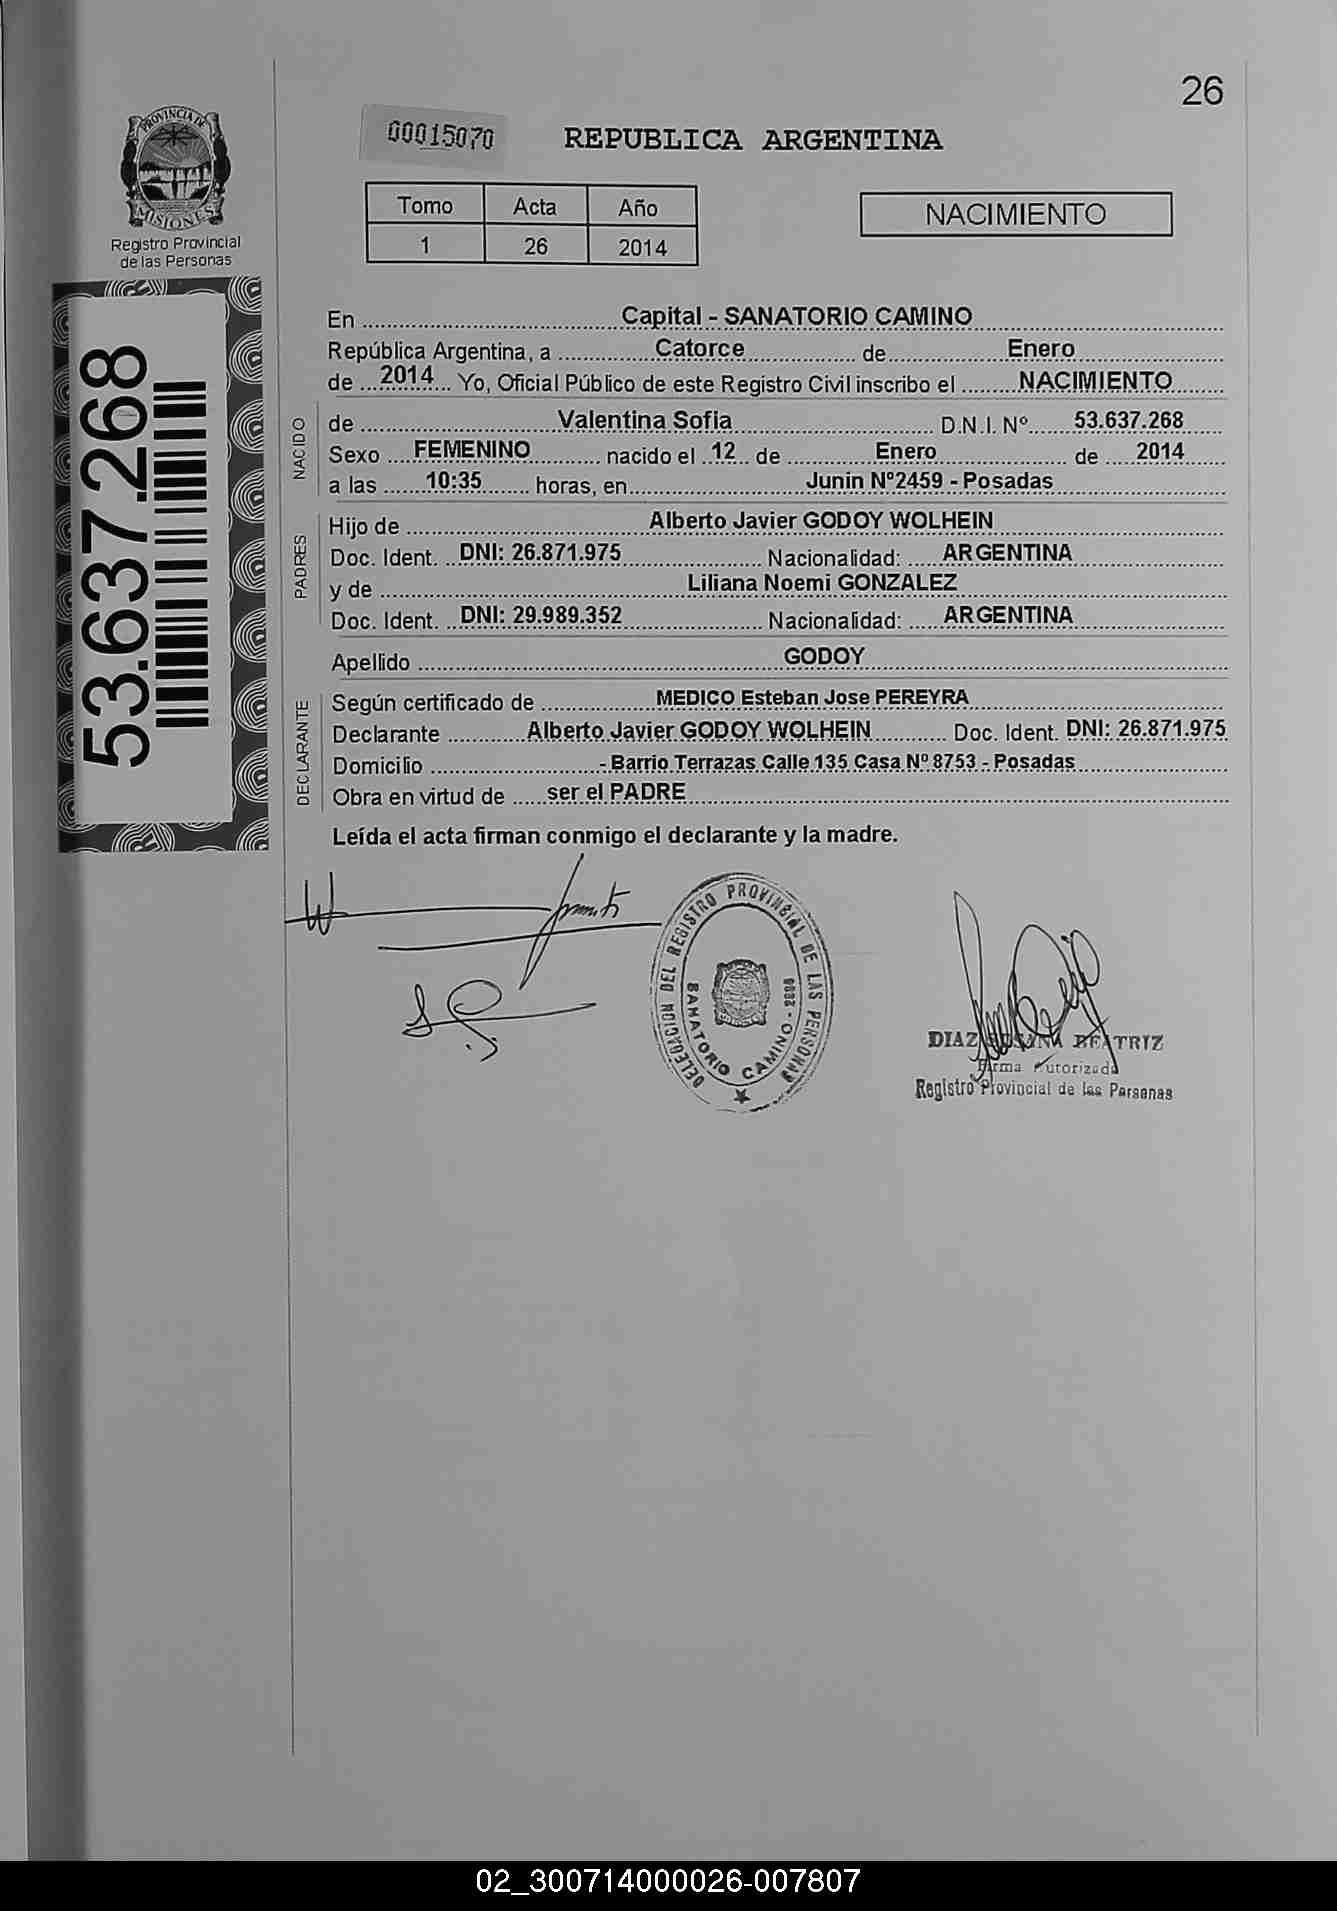 26
PROVINCIA DE
MISIONES
Registro Provincial
de las Personas
53.637.268
00015070
REPUBLICA ARGENTINA
Tomo Acta Año
1 26 2014
NACIMIENTO
En Capital - SANATORIO CAMINO
República Argentina, a Catorce de Enero
de 2014 Yo, Oficial Público de este Registro Civil inscribo el NACIMIENTO
NACIDO
de Valentina Sofia D.N.I. Nº 53.637.268
Sexo FEMENINO nacido el 12 de Enero de 2014
a las 10:35 horas, en Junin Nº2459 - Posadas
PADRES
Hijo de Alberto Javier GODOY WOLHEIN
Doc. Ident. DNI: 26.871.975 Nacionalidad: ARGENTINA
y de Liliana Noemi GONZALEZ
Doc. Ident. DNI: 29.989.352 Nacionalidad: ARGENTINA
Apellido GODOY
DECLARANTE
Según certificado de MEDICO Esteban Jose PEREYRA
Declarante Alberto Javier GODOY WOLHEIN Doc. Ident. DNI: 26.871.975
Domicilio - Barrio Terrazas Calle 135 Casa Nº 8753 - Posadas
Obra en virtud de ser el PADRE
Leída el acta firman conmigo el declarante y la madre.
DELEGACION DEL REGISTRO PROVINCIAL DE LAS PERSONAS
SANATORIO CAMINO -
DIAZ ROSANA BEATRIZ
Firma Autorizada
Registro Provincial de las Personas
02_300714000026-007807